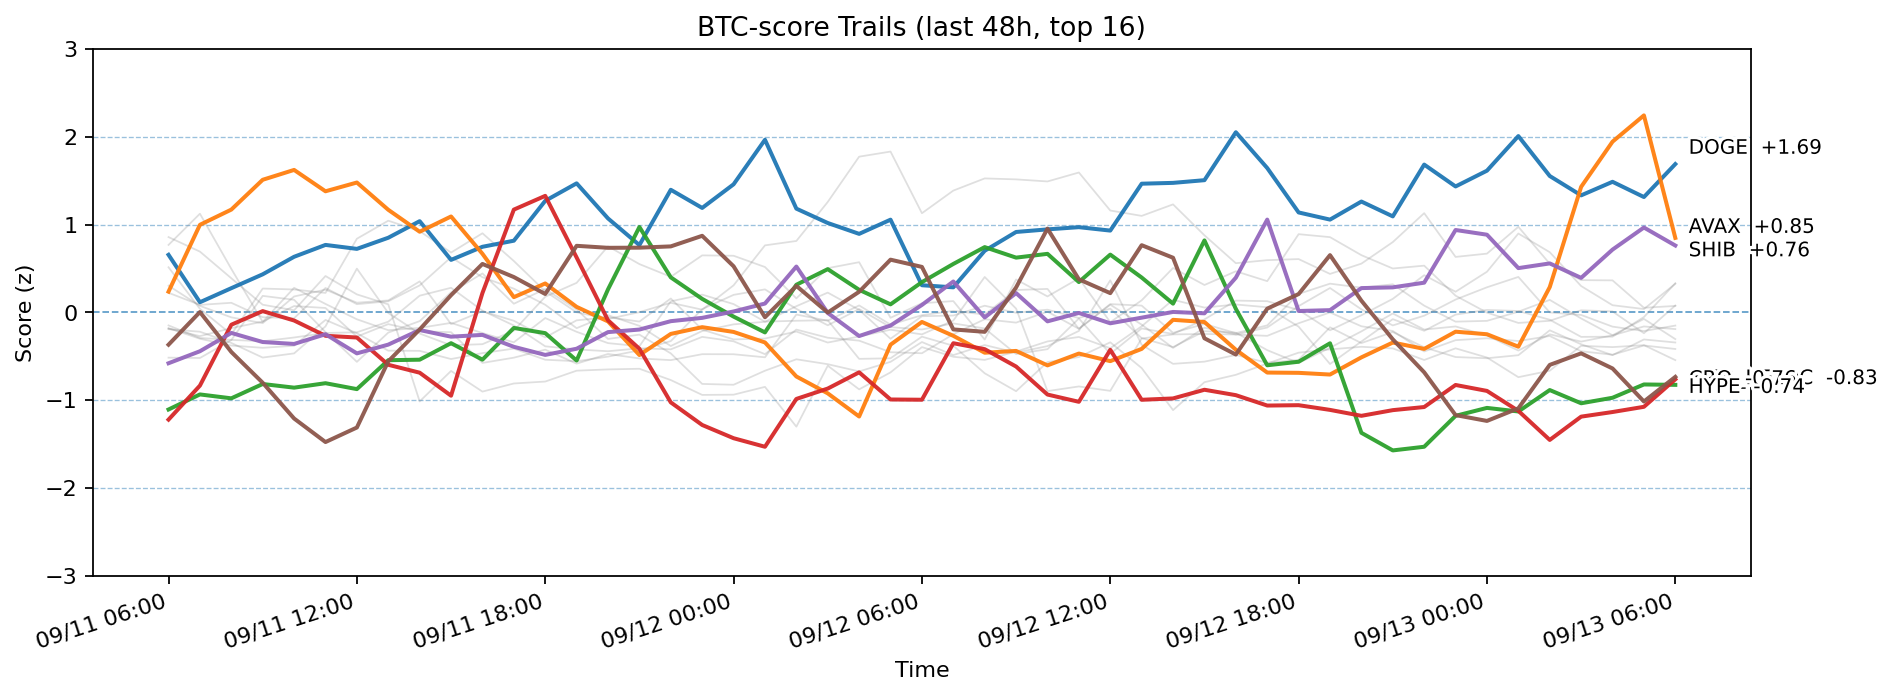 BTC-score Trails (last 48h, top 16)
Score (z)
3
2
1
0
−1
−2
−3
DOGE +1.69
AVAX +0.85
SHIB +0.76
-0.83
HYPE -0.74
09/11 06:00
09/11 12:00
09/11 18:00
09/12 00:00
09/12 06:00
09/12 12:00
09/12 18:00
09/13 00:00
09/13 06:00
Time